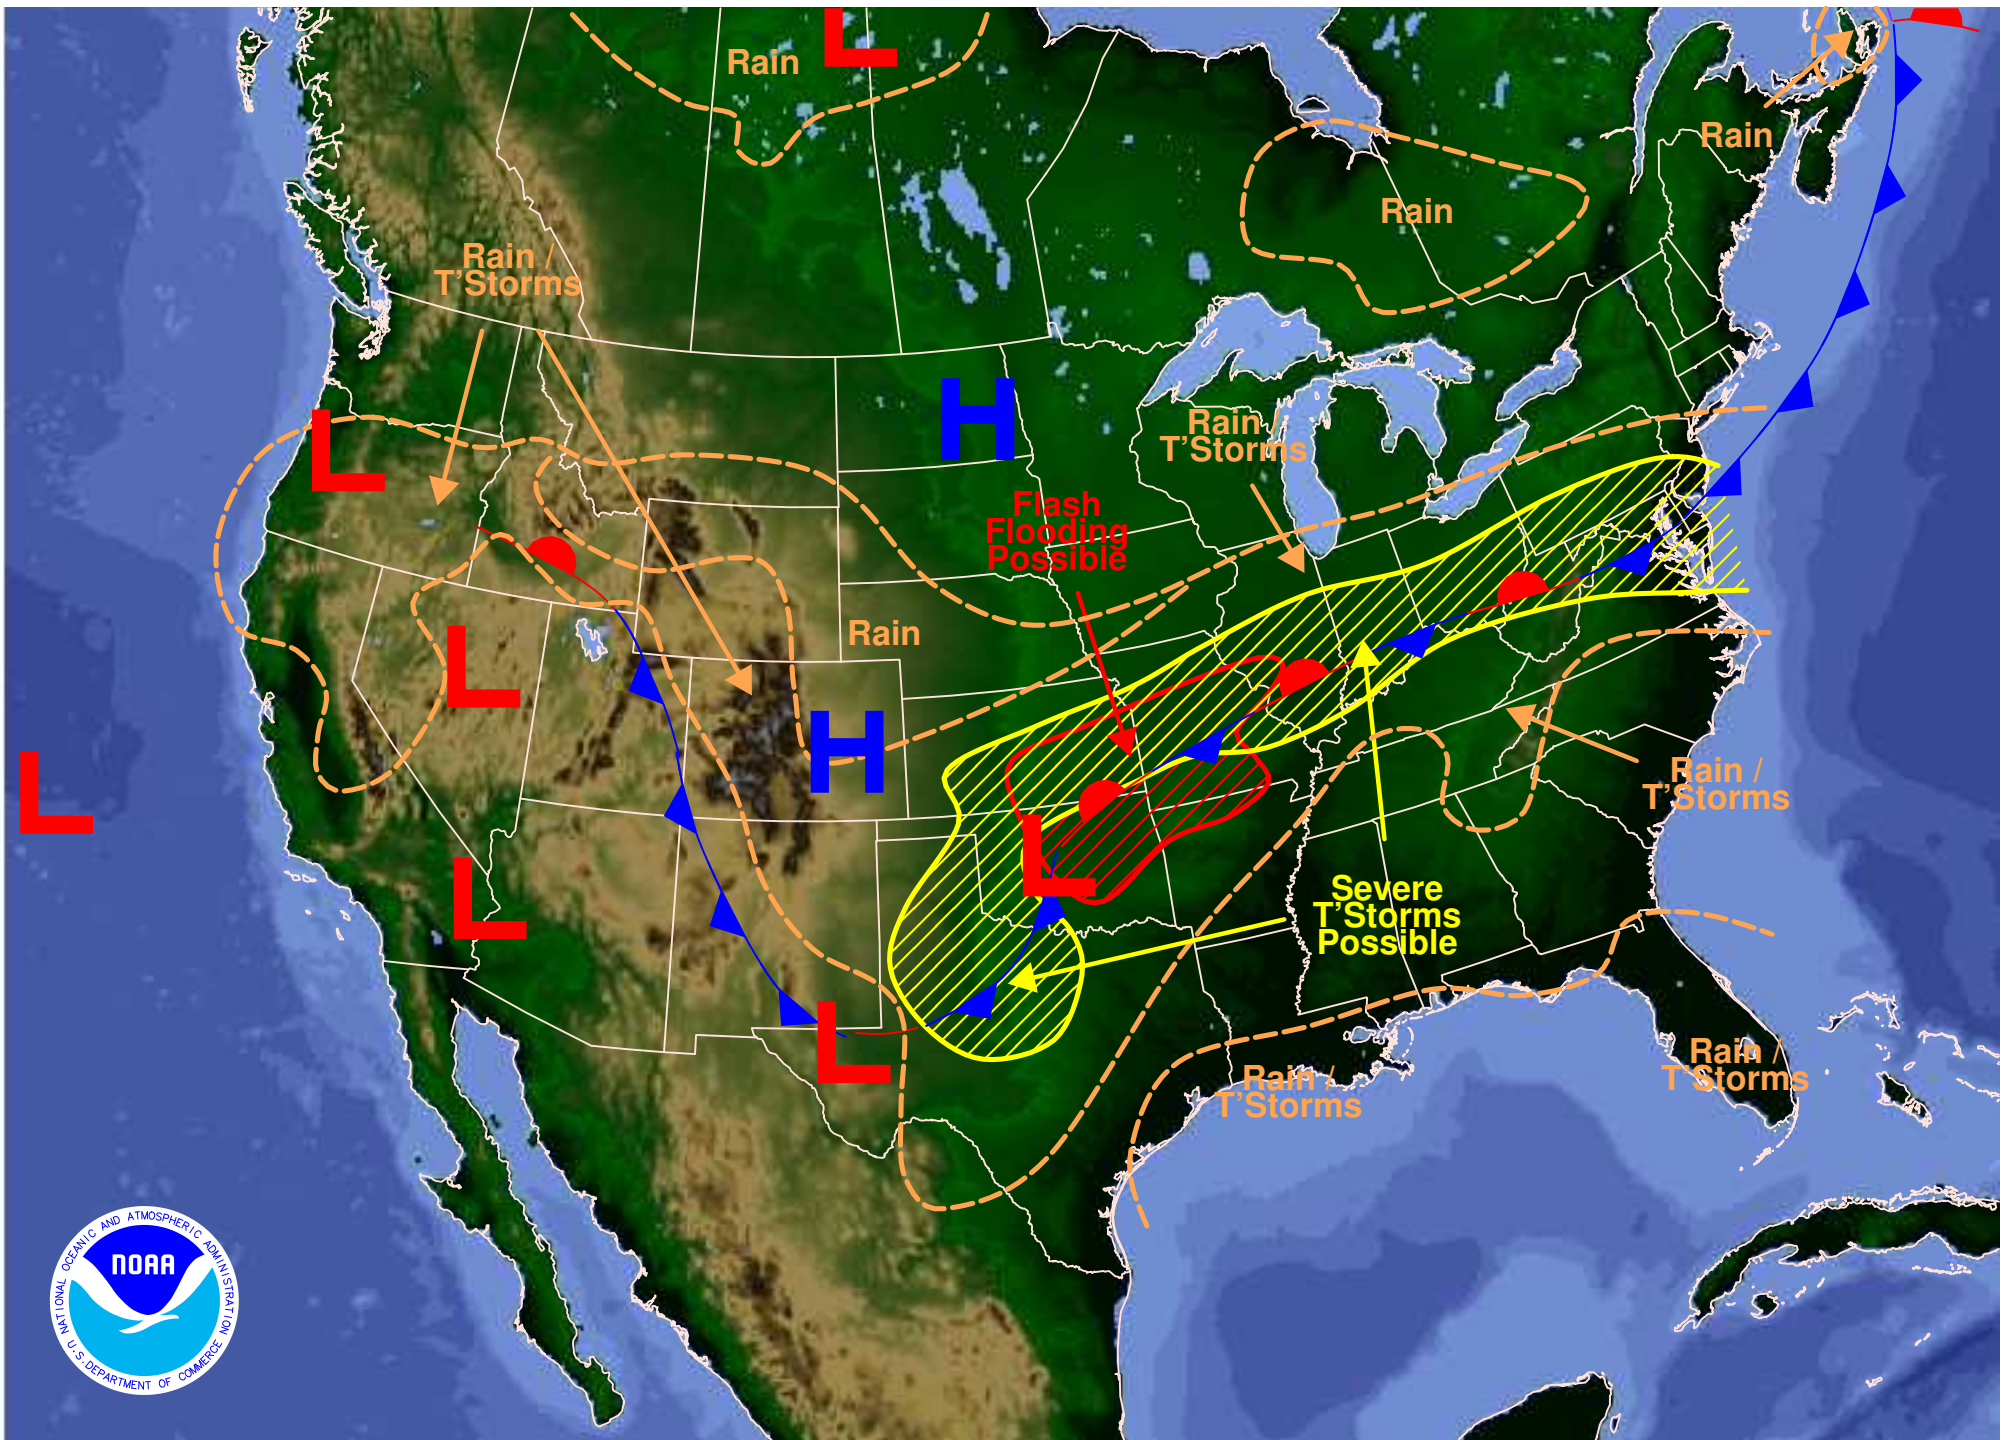 L
Rain
Rain
Rain
Rain /
T'Storms
H
L
Rain /
T'Storms
Flash
Flooding
Possible
Rain
L
H
L
Rain /
T'Storms
L
L
Severe
T'Storms
Possible
L
Rain /
T'Storms
Rain /
T'Storms
NATIONAL OCEANIC AND ATMOSPHERIC ADMINISTRATION
NOAA
U.S. DEPARTMENT OF COMMERCE